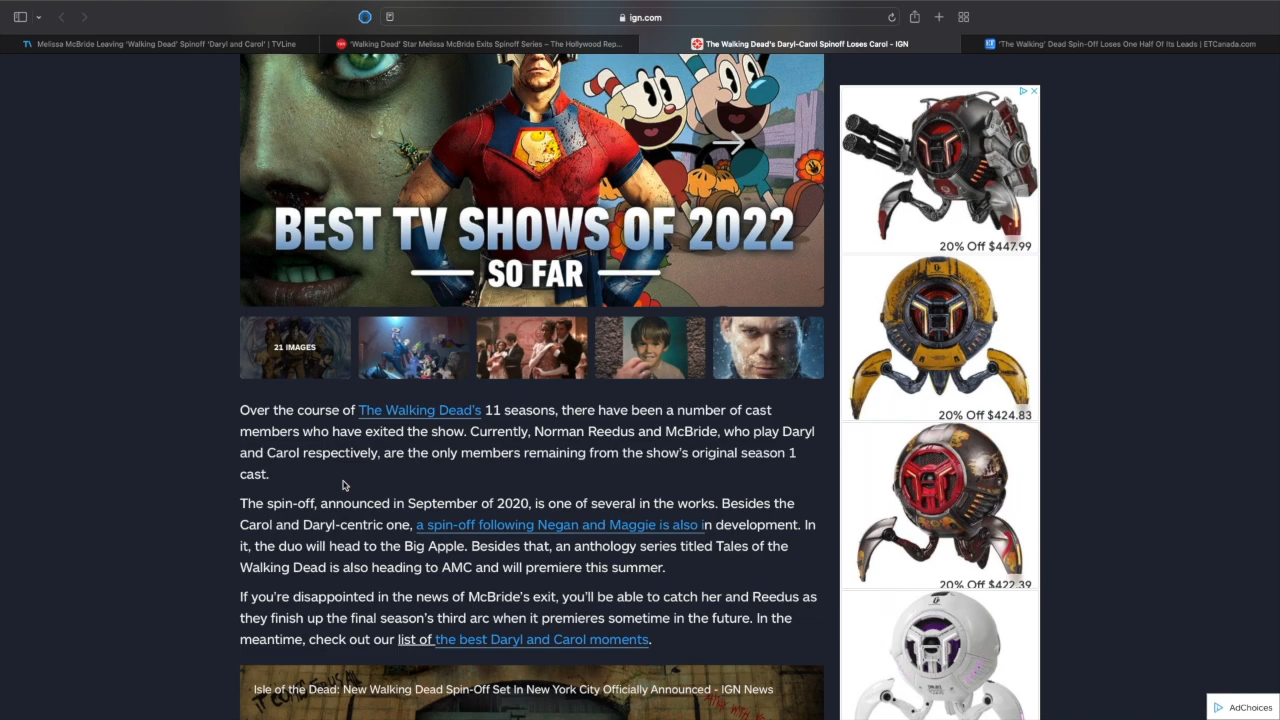 ign.com
Melissa McBride Leaving 'Walking Dead' Spinoff 'Daryl and Carol' | TVLine
'Walking Dead' Star Melissa McBride Exits Spinoff Series – The Hollywood Rep...
The Walking Dead's Daryl-Carol Spinoff Loses Carol - IGN
'The Walking' Dead Spin-Off Loses One Half Of Its Leads | ETCanada.com
BEST TV SHOWS OF 2022
SO FAR
21 IMAGES
Over the course of The Walking Dead's 11 seasons, there have been a number of cast
members who have exited the show. Currently, Norman Reedus and McBride, who play Daryl
and Carol respectively, are the only members remaining from the show's original season 1
cast.
The spin-off, announced in September of 2020, is one of several in the works. Besides the
Carol and Daryl-centric one, a spin-off following Negan and Maggie is also in development. In
it, the duo will head to the Big Apple. Besides that, an anthology series titled Tales of the
Walking Dead is also heading to AMC and will premiere this summer.
If you're disappointed in the news of McBride's exit, you'll be able to catch her and Reedus as
they finish up the final season's third arc when it premieres sometime in the future. In the
meantime, check out our list of the best Daryl and Carol moments.
Isle of the Dead: New Walking Dead Spin-Off Set In New York City Officially Announced - IGN News
20% Off $447.99
20% Off $424.83
20% Off $422.39
AdChoices